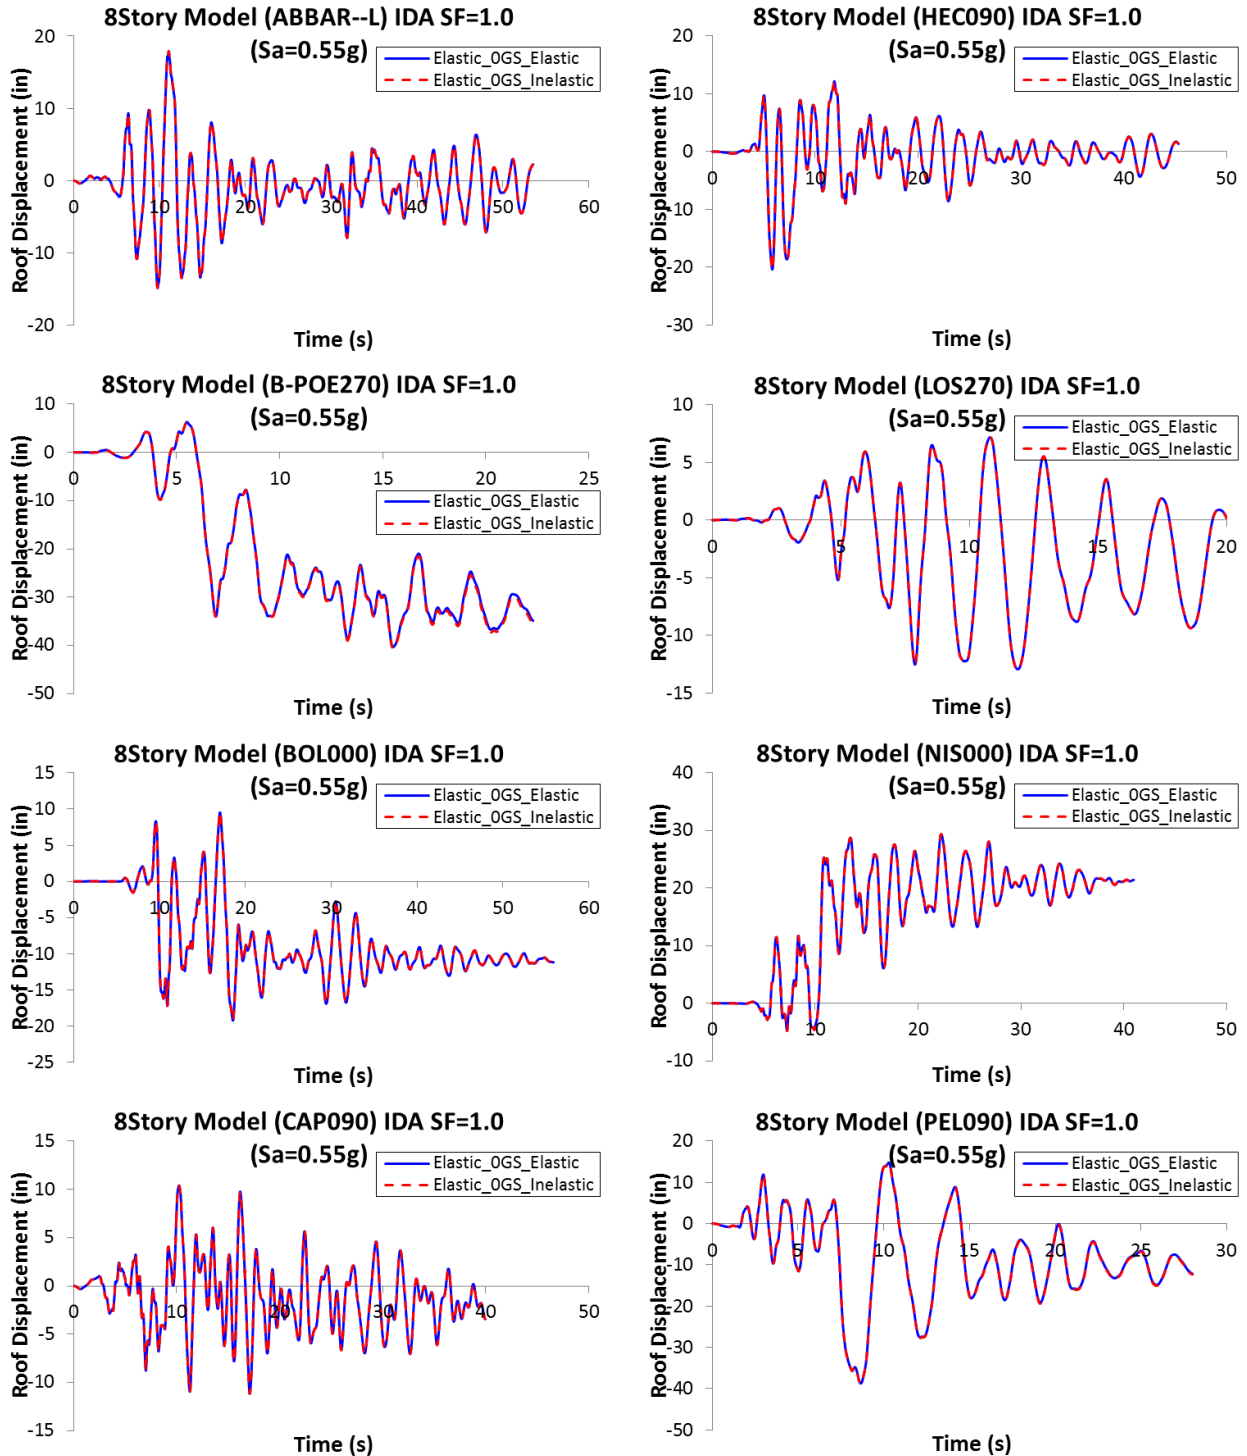 8Story Model (ABBAR--L) IDA SF=1.0
(Sa=0.55g)
Elastic_0GS_Elastic
Elastic_0GS_Inelastic
Roof Displacement (in)
20
10
0
-10
-20
0 10 20 30 40 50 60
Time (s)
8Story Model (HEC090) IDA SF=1.0
(Sa=0.55g)
Elastic_0GS_Elastic
Elastic_0GS_Inelastic
Roof Displacement (in)
20
10
0
-10
-20
-30
0 10 20 30 40 50
Time (s)
8Story Model (B-POE270) IDA SF=1.0
(Sa=0.55g)
Elastic_0GS_Elastic
Elastic_0GS_Inelastic
Roof Displacement (in)
10
0
-10
-20
-30
-40
-50
0 5 10 15 20 25
Time (s)
8Story Model (LOS270) IDA SF=1.0
(Sa=0.55g)
Elastic_0GS_Elastic
Elastic_0GS_Inelastic
Roof Displacement (in)
10
5
0
-5
-10
-15
0 5 10 15 20
Time (s)
8Story Model (BOL000) IDA SF=1.0
(Sa=0.55g)
Elastic_0GS_Elastic
Elastic_0GS_Inelastic
Roof Displacement (in)
15
10
5
0
-5
-10
-15
-20
-25
0 10 20 30 40 50 60
Time (s)
8Story Model (NIS000) IDA SF=1.0
(Sa=0.55g)
Elastic_0GS_Elastic
Elastic_0GS_Inelastic
Roof Displacement (in)
40
30
20
10
0
-10
0 10 20 30 40 50
Time (s)
8Story Model (CAP090) IDA SF=1.0
(Sa=0.55g)
Elastic_0GS_Elastic
Elastic_0GS_Inelastic
Roof Displacement (in)
15
10
5
0
-5
-10
-15
0 10 20 30 40 50
Time (s)
8Story Model (PEL090) IDA SF=1.0
(Sa=0.55g)
Elastic_0GS_Elastic
Elastic_0GS_Inelastic
Roof Displacement (in)
20
10
0
-10
-20
-30
-40
-50
0 5 10 15 20 25 30
Time (s)